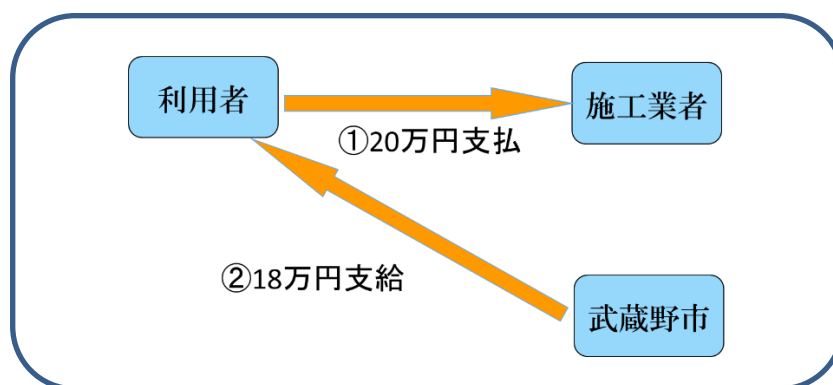 利用者
施工業者
①20万円支払
②18万円支給
武蔵野市